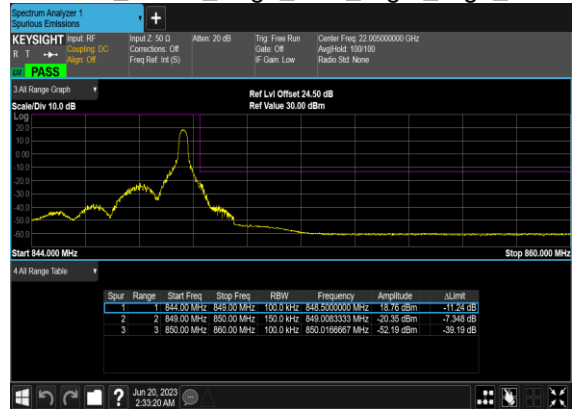 Spectrum Analyzer 1
Spurious Emissions
+
KEYSIGHT Input: RF Input Z: 50 Ω Atten: 20 dB Trig: Free Run Center Freq: 22.005000000 GHz
R T Coupling: DC Corrections: Off Gate: Off Avg|Hold: 100/100
Align: Off Freq Ref: Int (S) IF Gain: Low Radio Std: None
LW PASS
3 All Range Graph
Ref Lvl Offset 24.50 dB
Scale/Div 10.0 dB Ref Value 30.00 dBm
Log
20.0
10.0
0.00
-10.0
-20.0
-30.0
-40.0
-50.0
-60.0
Start 844.000 MHz Stop 860.000 MHz
4 All Range Table
Spur Range Start Freq Stop Freq RBW Frequency Amplitude ΔLimit
1 1 844.00 MHz 849.00 MHz 100.0 kHz 848.5000000 MHz 18.76 dBm -11.24 dB
2 2 849.00 MHz 850.00 MHz 150.0 kHz 849.0083333 MHz -20.35 dBm -7.348 dB
3 3 850.00 MHz 860.00 MHz 100.0 kHz 850.0166667 MHz -52.19 dBm -39.19 dB
? Jun 20, 2023
2:33:20 AM